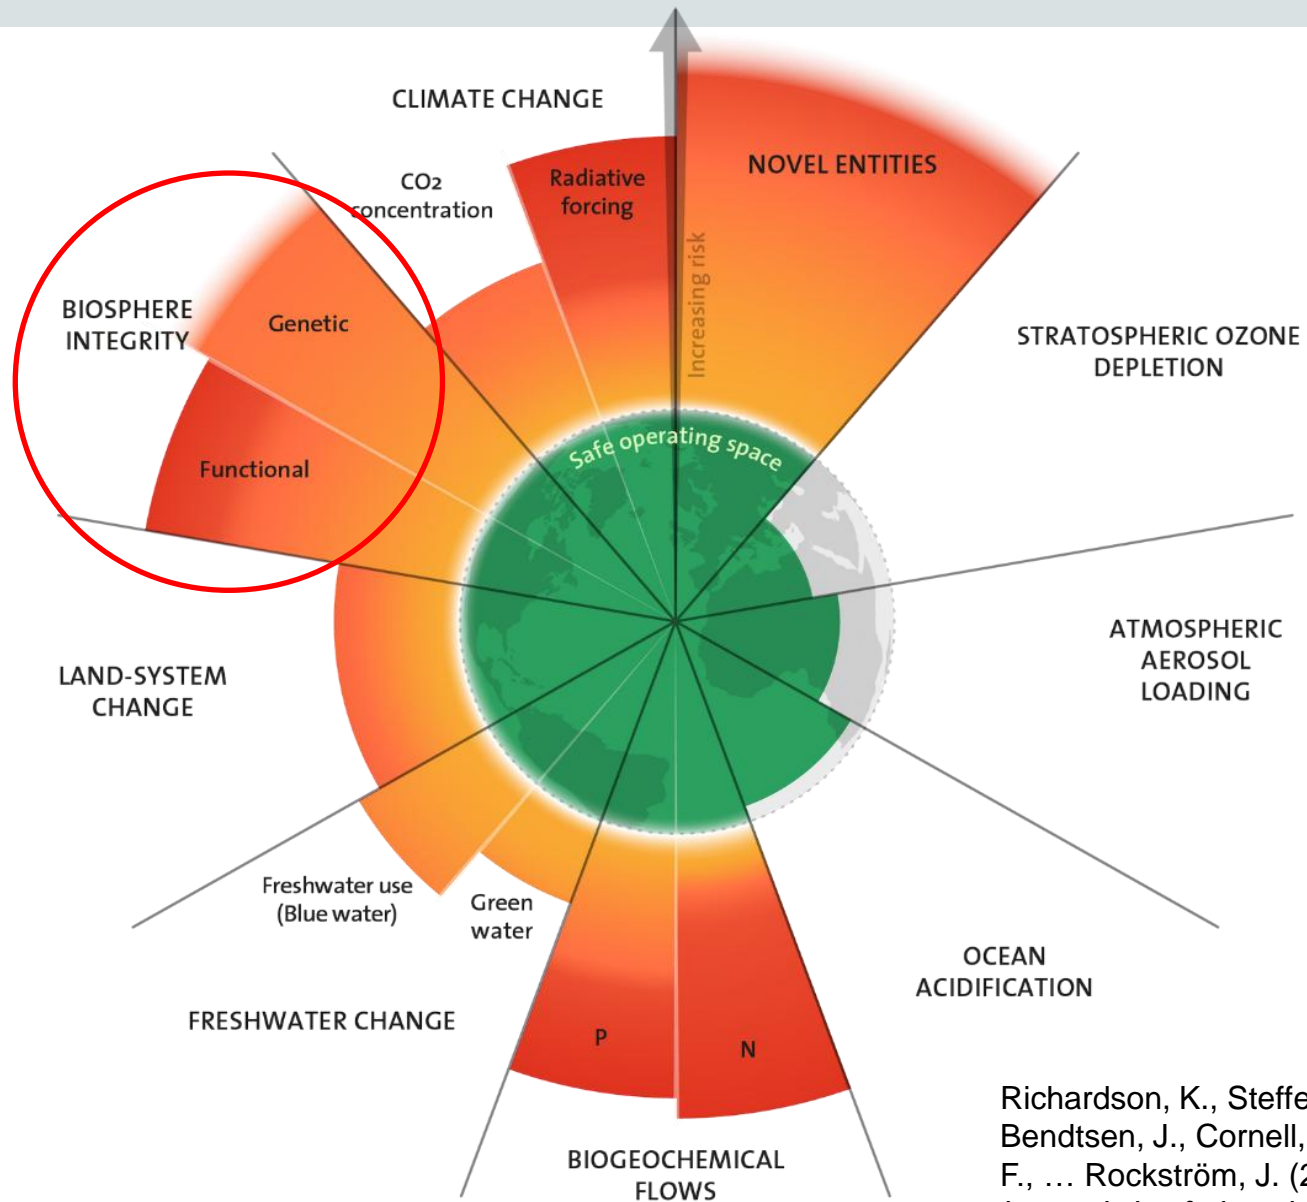 CLIMATE CHANGE
CO2
concentration
Radiative
forcing
NOVEL ENTITIES
Increasing risk
BIOSPHERE
INTEGRITY
Genetic
Functional
STRATOSPHERIC OZONE
DEPLETION
Safe operating space
ATMOSPHERIC
AEROSOL
LOADING
LAND-SYSTEM
CHANGE
Freshwater use
(Blue water)
Green
water
OCEAN
ACIDIFICATION
FRESHWATER CHANGE
P
N
BIOGEOCHEMICAL
FLOWS
Richardson, K., Steffe
Bendtsen, J., Cornell,
F., … Rockström, J. (2